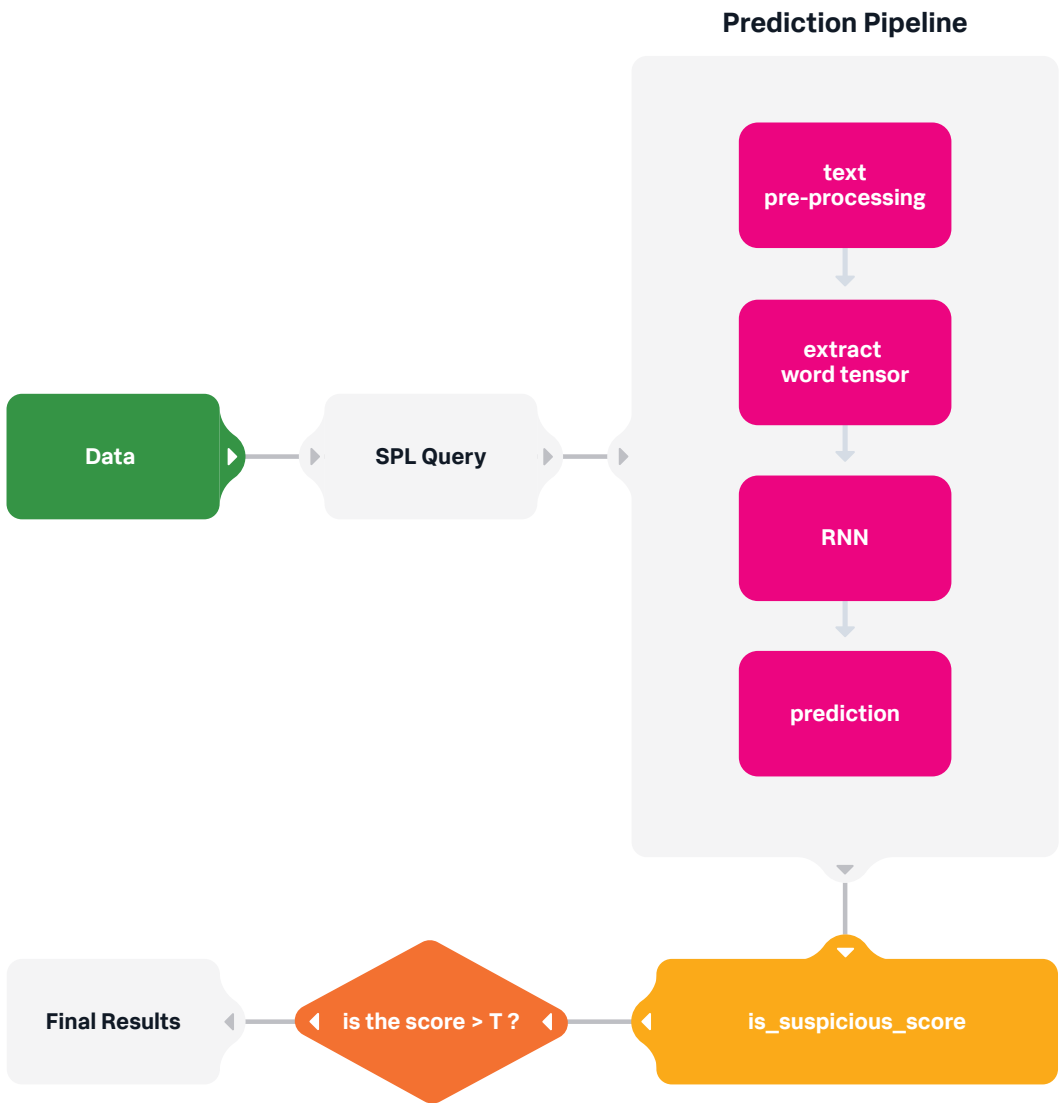 Prediction Pipeline
text
pre-processing
extract
word tensor
Data
SPL Query
RNN
prediction
is_suspicious_score
is the score > T ?
Final Results